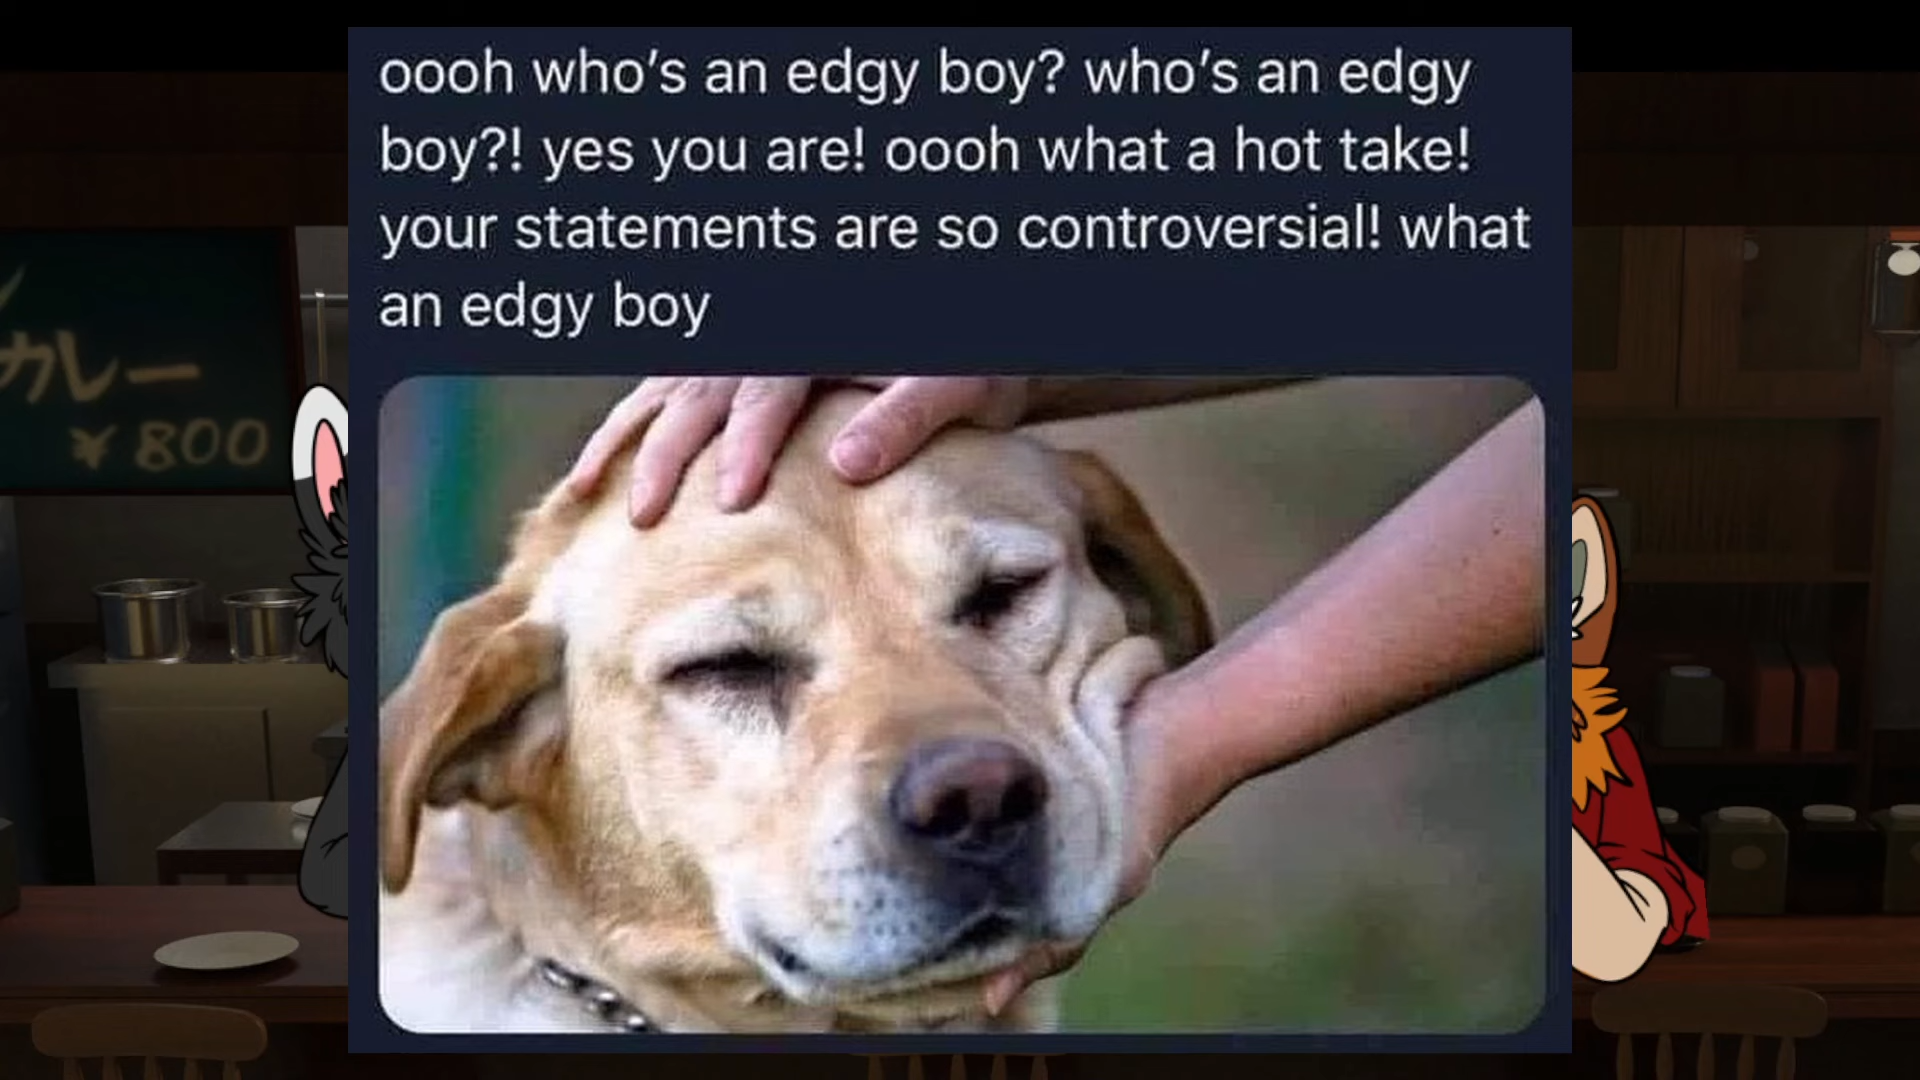 oooh who's an edgy boy? who's an edgy
boy?! yes you are! oooh what a hot take!
your statements are so controversial! what
an edgy boy
カレー
¥800